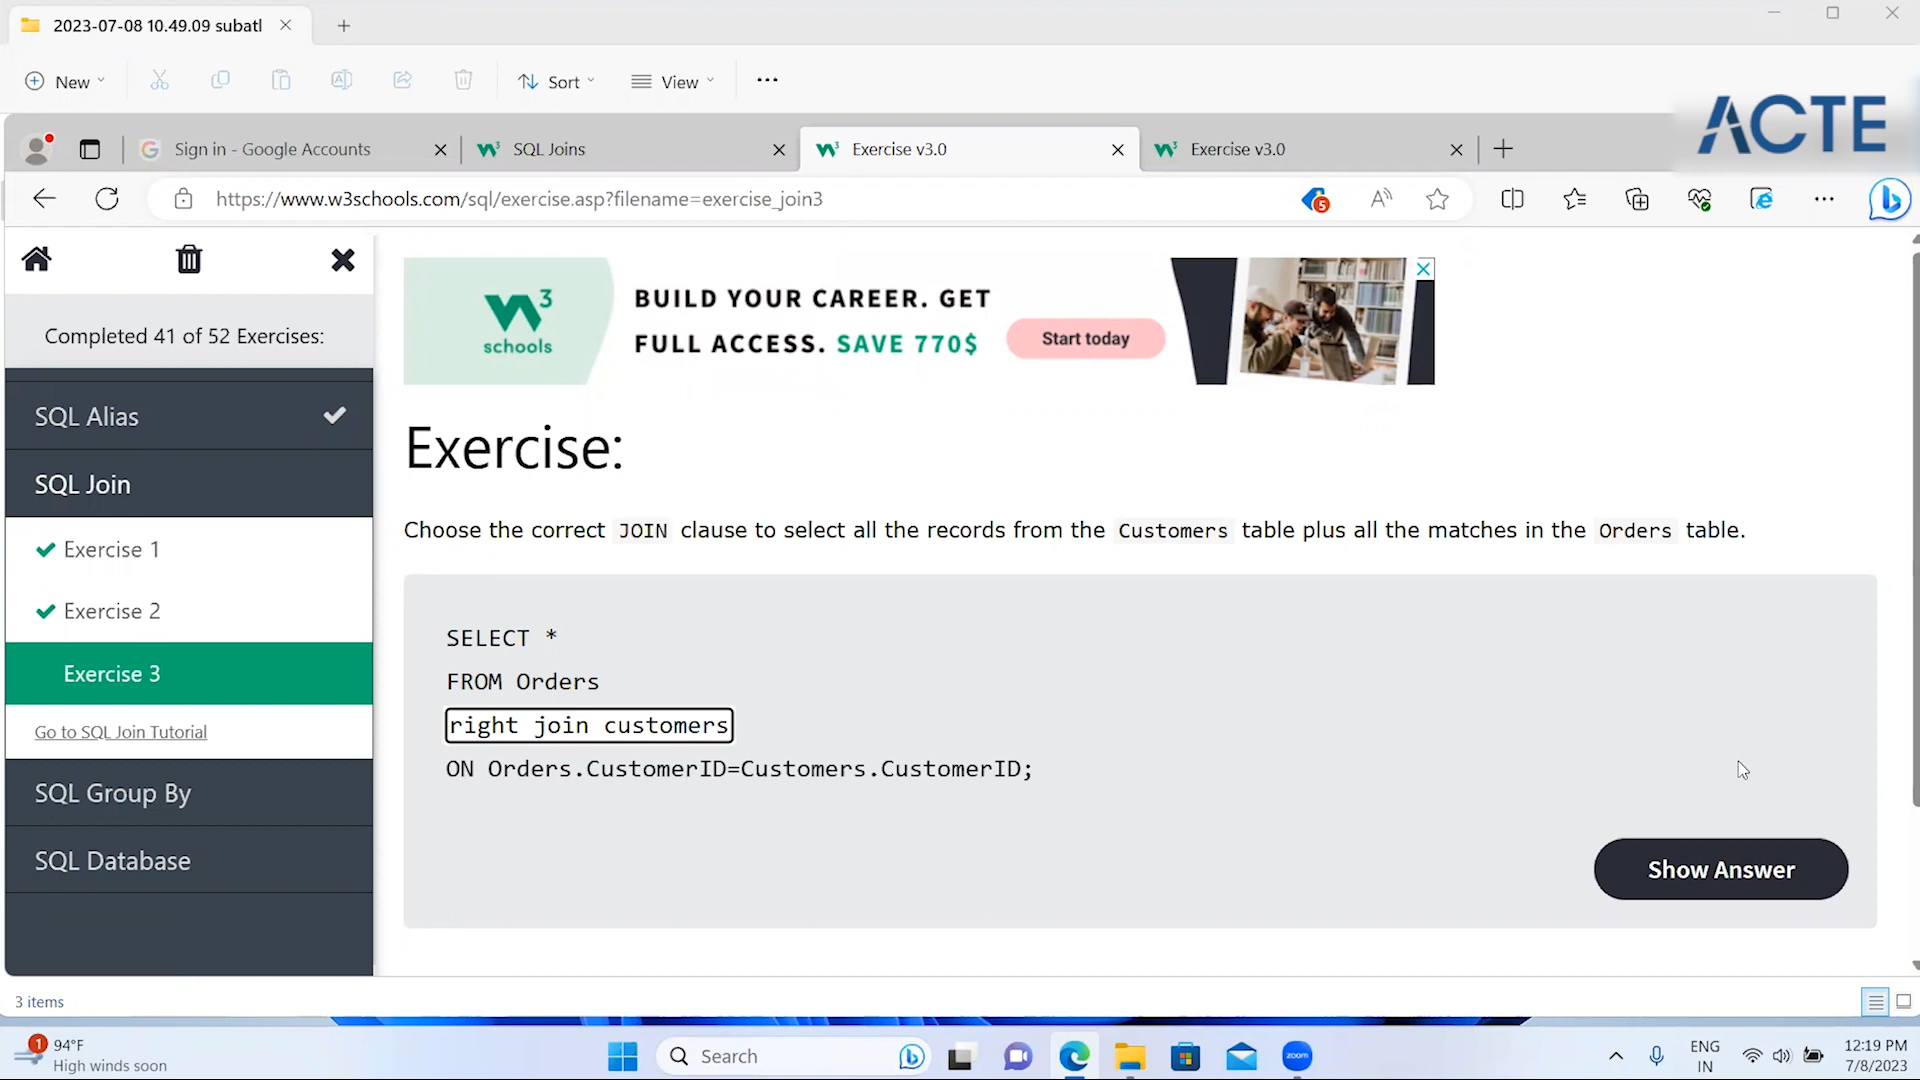 2023-07-08 10.49.09 subatl
New
Sort
View
ACTE
Sign in - Google Accounts
SQL Joins
Exercise v3.0
Exercise v3.0
https://www.w3schools.com/sql/exercise.asp?filename=exercise_join3
5
Completed 41 of 52 Exercises:
SQL Alias
SQL Join
Exercise 1
Exercise 2
Exercise 3
Go to SQL Join Tutorial
SQL Group By
SQL Database
W3
schools
BUILD YOUR CAREER. GET
FULL ACCESS. SAVE 770$
Start today
Exercise:
Choose the correct JOIN clause to select all the records from the Customers table plus all the matches in the Orders table.
SELECT *
FROM Orders
right join customers
ON Orders.CustomerID=Customers.CustomerID;
Show Answer
3 items
1
94°F
High winds soon
Search
zoom
ENG
IN
12:19 PM
7/8/2023